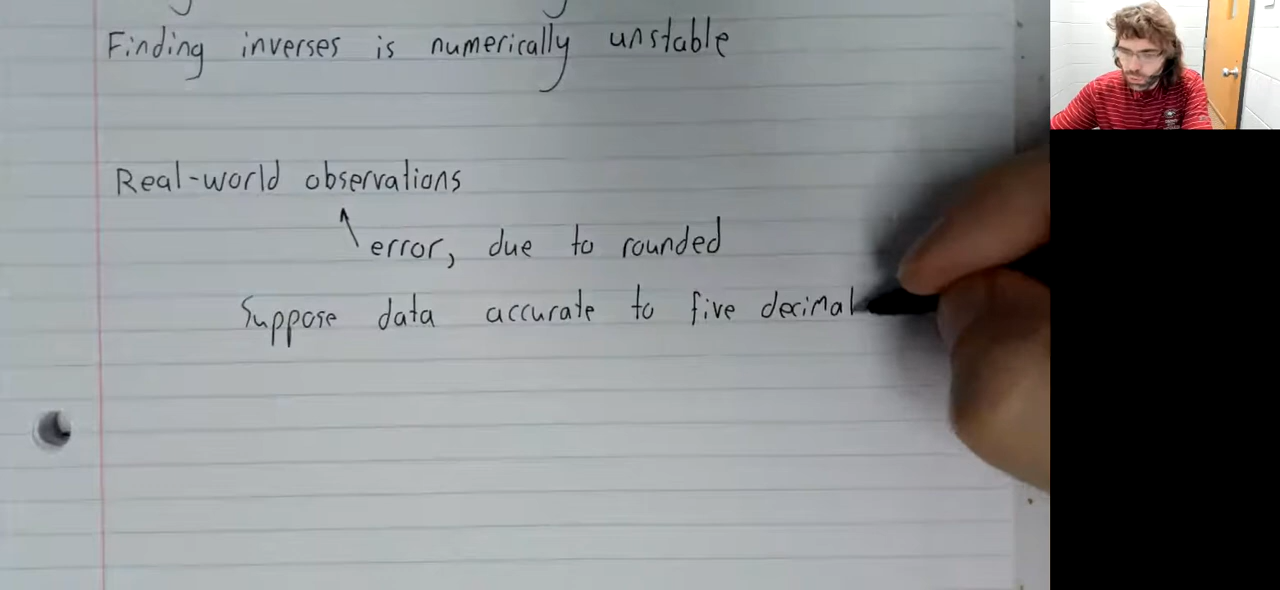 Finding inverses is numerically unstable
Real-world observations
error, due to rounded
Suppose data accurate to five decimal